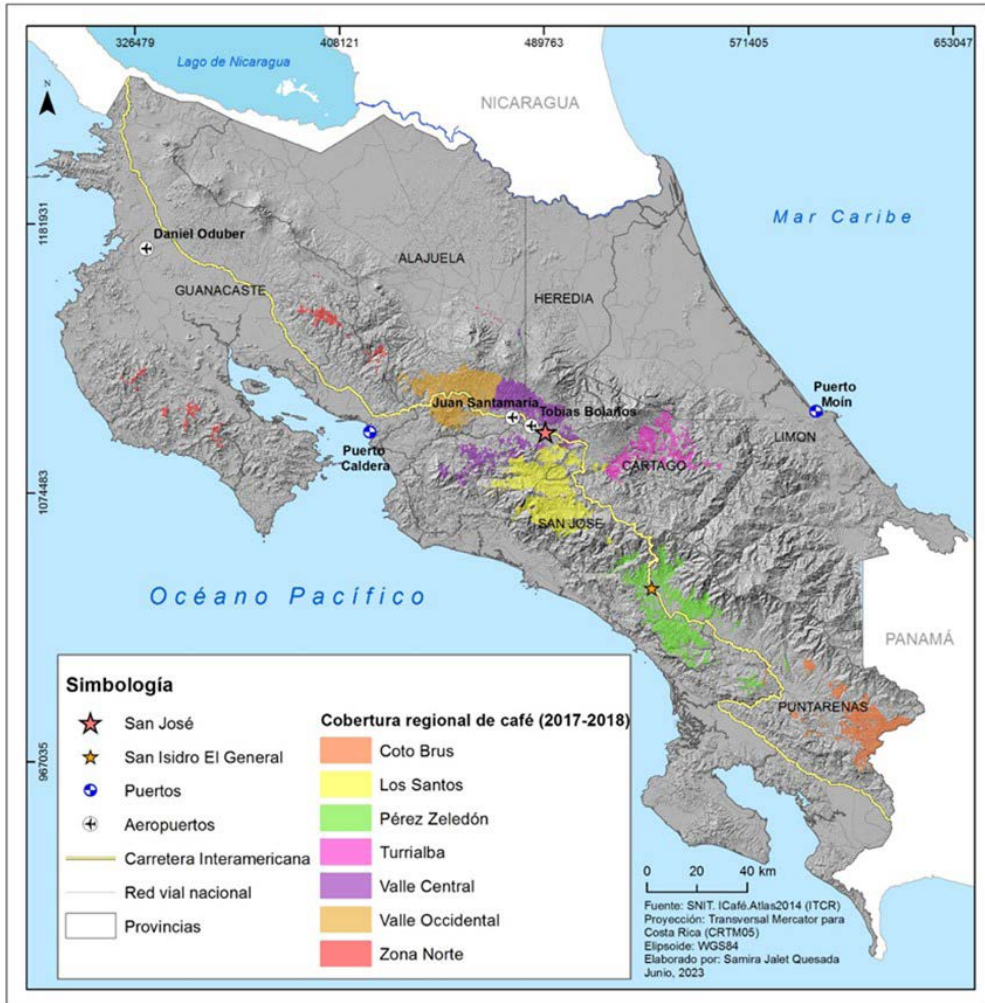 326479
408121
489763
571405
653047
Lago de Nicaragua
N
NICARAGUA
1181931
Mar Caribe
Daniel Oduber
ALAJUELA
GUANACASTE
HEREDIA
Juan Santamaría
Tobias Bolaños
Puerto
Moín
LIMON
Puerto
Caldera
CARTAGO
1074483
SAN JOSE
Océano Pacífico
PANAMÁ
PUNTARENAS
967035
Simbología
San José
San Isidro El General
Puertos
Aeropuertos
Carretera Interamericana
Red vial nacional
Provincias
Cobertura regional de café (2017-2018)
Coto Brus
Los Santos
Pérez Zeledón
Turrialba
Valle Central
Valle Occidental
Zona Norte
0 20 40 km
Fuente: SNIT. ICafé.Atlas2014 (ITCR)
Proyección: Transversal Mercator para
Costa Rica (CRTM05)
Elipsoide: WGS84
Elaborado por: Samira Jalet Quesada
Junio, 2023